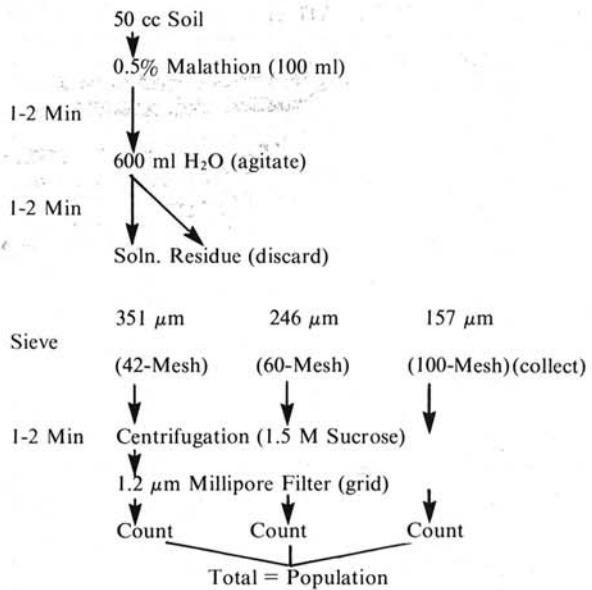 50 cc Soil
0.5% Malathion (100 ml)
1-2 Min
600 ml H₂O (agitate)
1-2 Min
Soln. Residue (discard)
351 μm 246 μm 157 μm
Sieve
(42-Mesh) (60-Mesh) (100-Mesh)(collect)
1-2 Min Centrifugation (1.5 M Sucrose)
1.2 μm Millipore Filter (grid)
Count Count Count
Total = Population